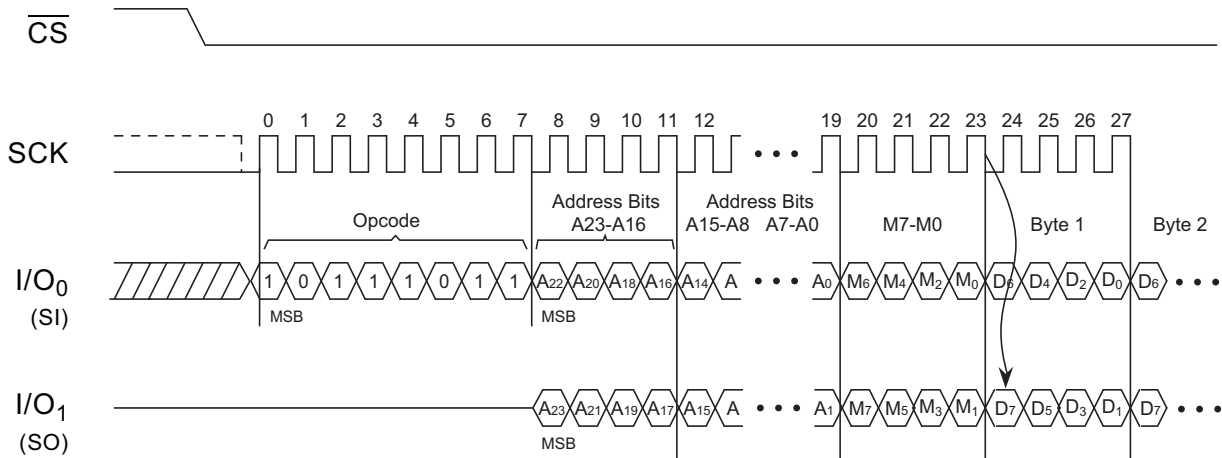 CS
0 1 2 3 4 5 6 7 8 9 10 11 12 19 20 21 22 23 24 25 26 27
SCK
Opcode
Address Bits
A23-A16
Address Bits
A15-A8 A7-A0
M7-M0
Byte 1
Byte 2
I/O0
(SI)
1 0 1 1 1 0 1 1 A22 A20 A18 A16 A14 A A0 M6 M4 M2 M0 D6 D4 D2 D0 D6
MSB MSB
I/O1
(SO)
A23 A21 A19 A17 A15 A A1 M7 M5 M3 M1 D7 D5 D3 D1 D7
MSB